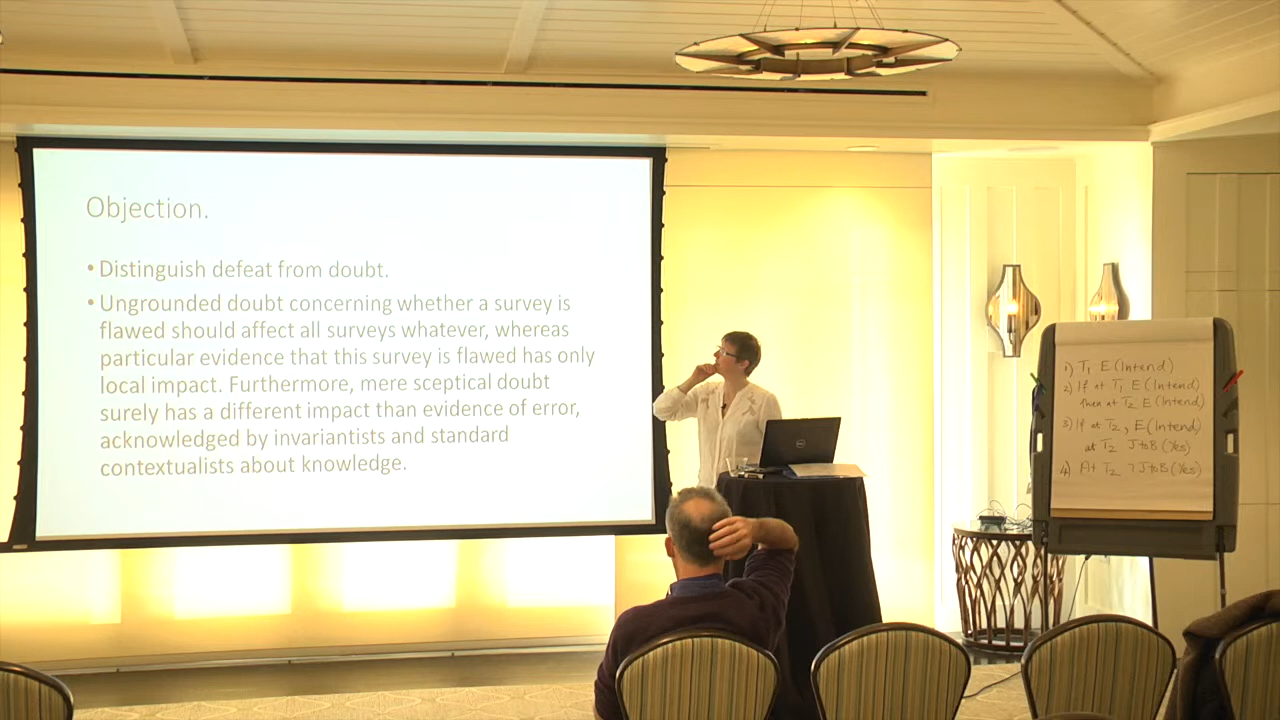 Objection.
• Distinguish defeat from doubt.
• Ungrounded doubt concerning whether a survey is
flawed should affect all surveys whatever, whereas
particular evidence that this survey is flawed has only
local impact. Furthermore, mere sceptical doubt
surely has a different impact than evidence of error,
acknowledged by invariantists and standard
contextualists about knowledge.
DELL
1) T₁ E(Intend)
2) If at T₁ E(Intend)
then at T₂ E(Intend)
3) If at T₂, E(Intend)
at T₂ JtoB(Yes)
4) At T₂ ¬JtoB(Yes)